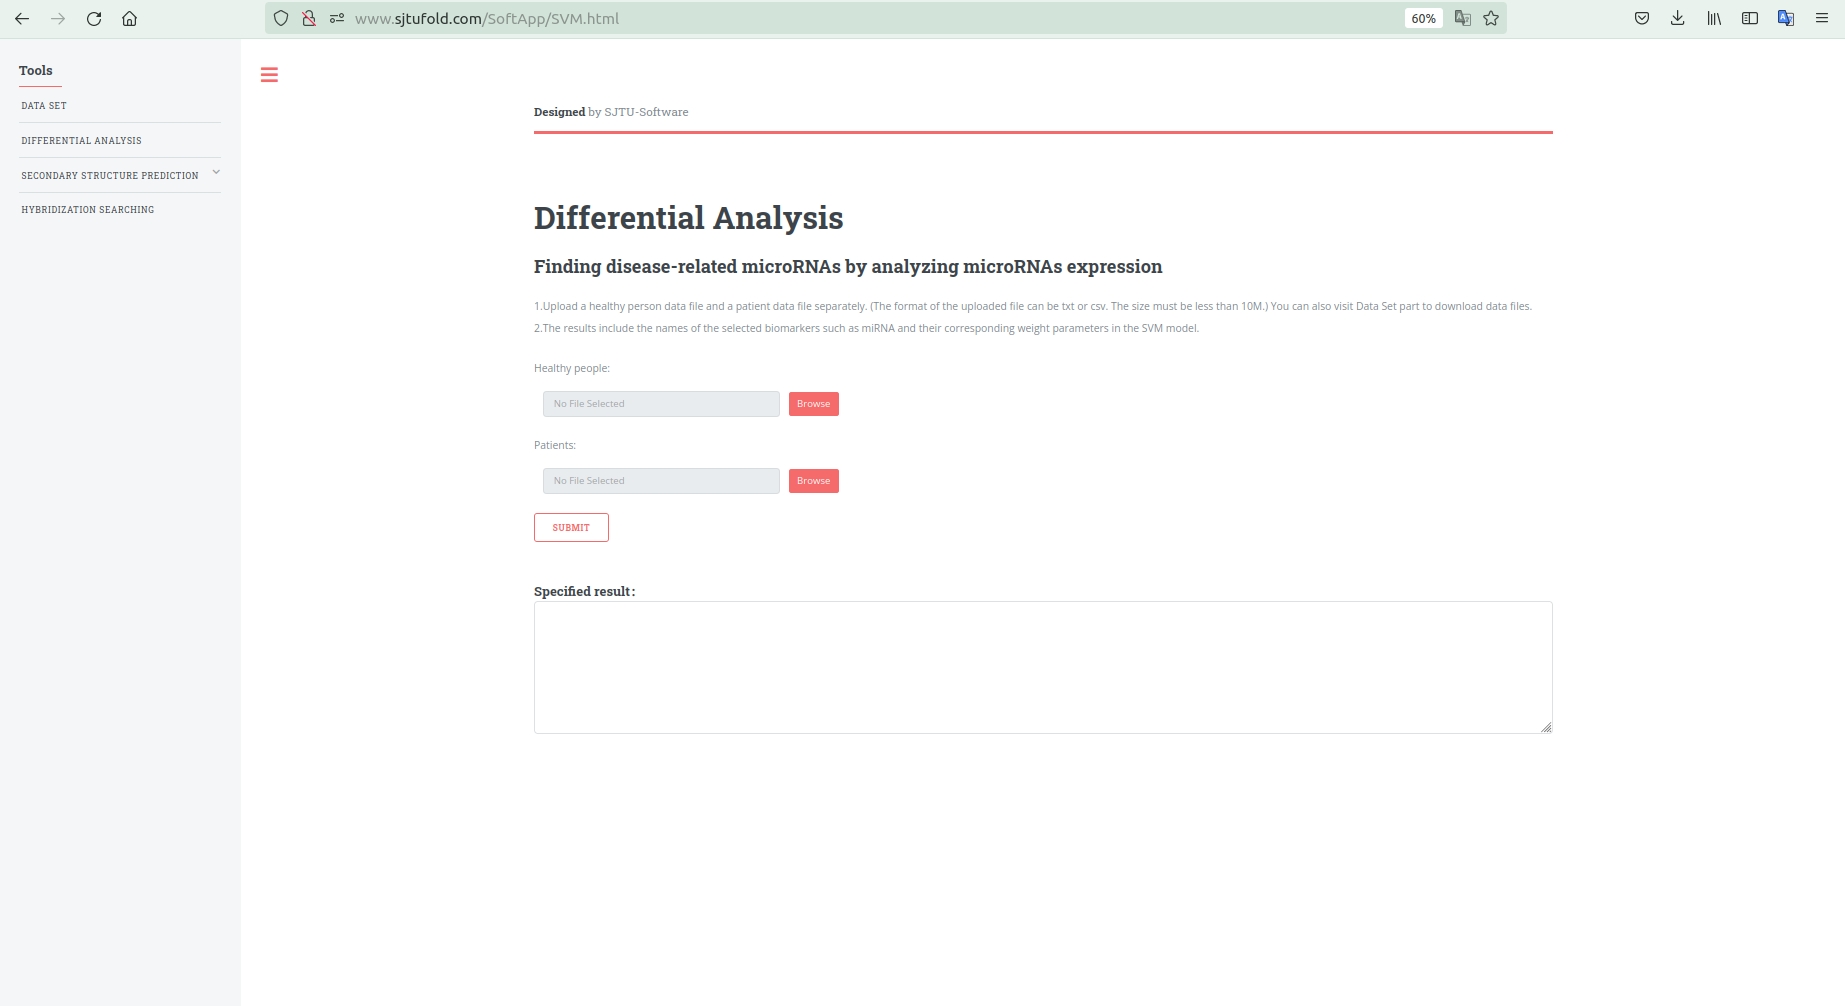 www.sjtufold.com/SoftApp/SVM.html
60%
Tools
DATA SET
DIFFERENTIAL ANALYSIS
SECONDARY STRUCTURE PREDICTION
HYBRIDIZATION SEARCHING
Designed by SJTU-Software
Differential Analysis
Finding disease-related microRNAs by analyzing microRNAs expression
1.Upload a healthy person data file and a patient data file separately. (The format of the uploaded file can be txt or csv. The size must be less than 10M.) You can also visit Data Set part to download data files.
2.The results include the names of the selected biomarkers such as miRNA and their corresponding weight parameters in the SVM model.
Healthy people:
No File Selected Browse
Patients:
No File Selected Browse
SUBMIT
Specified result: